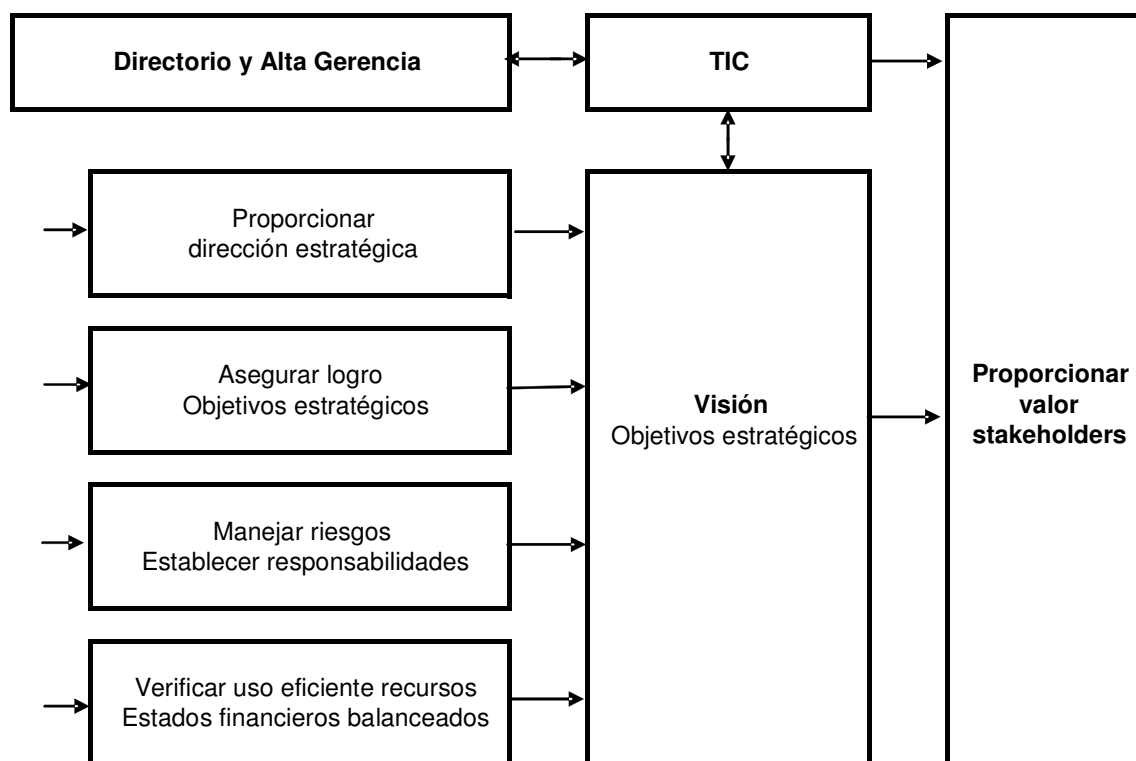 Directorio y Alta Gerencia
TIC
Proporcionar
dirección estratégica
Asegurar logro
Objetivos estratégicos
Manejar riesgos
Establecer responsabilidades
Verificar uso eficiente recursos
Estados financieros balanceados
Visión
Objetivos estratégicos
Proporcionar
valor
stakeholders